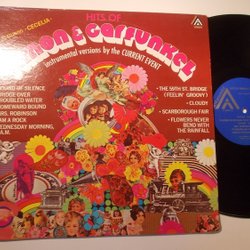 HITS OF
SIMON & GARFUNKEL
instrumental versions by the CURRENT EVENT
SOUND OF SILENCE
BRIDGE OVER
TROUBLED WATER
HOMEWARD BOUND
MRS. ROBINSON
I AM A ROCK
WEDNESDAY MORNING,
A.M.
• THE 59TH ST. BRIDGE
(FEELIN' GROOVY)
• CLOUDY
• SCARBOROUGH FAIR
• FLOWERS NEVER
BEND WITH
THE RAINFALL